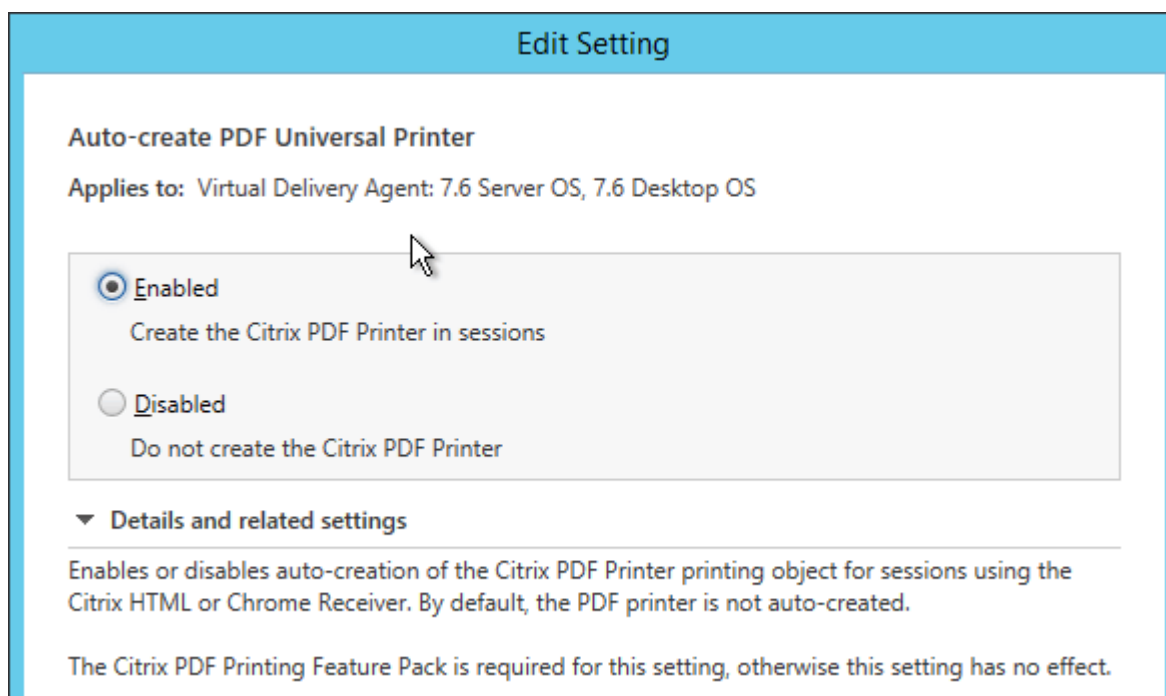 Edit Setting
Auto-create PDF Universal Printer
Applies to: Virtual Delivery Agent: 7.6 Server OS, 7.6 Desktop OS
Enabled
Create the Citrix PDF Printer in sessions
Disabled
Do not create the Citrix PDF Printer
Details and related settings
Enables or disables auto-creation of the Citrix PDF Printer printing object for sessions using the
Citrix HTML or Chrome Receiver. By default, the PDF printer is not auto-created.
The Citrix PDF Printing Feature Pack is required for this setting, otherwise this setting has no effect.